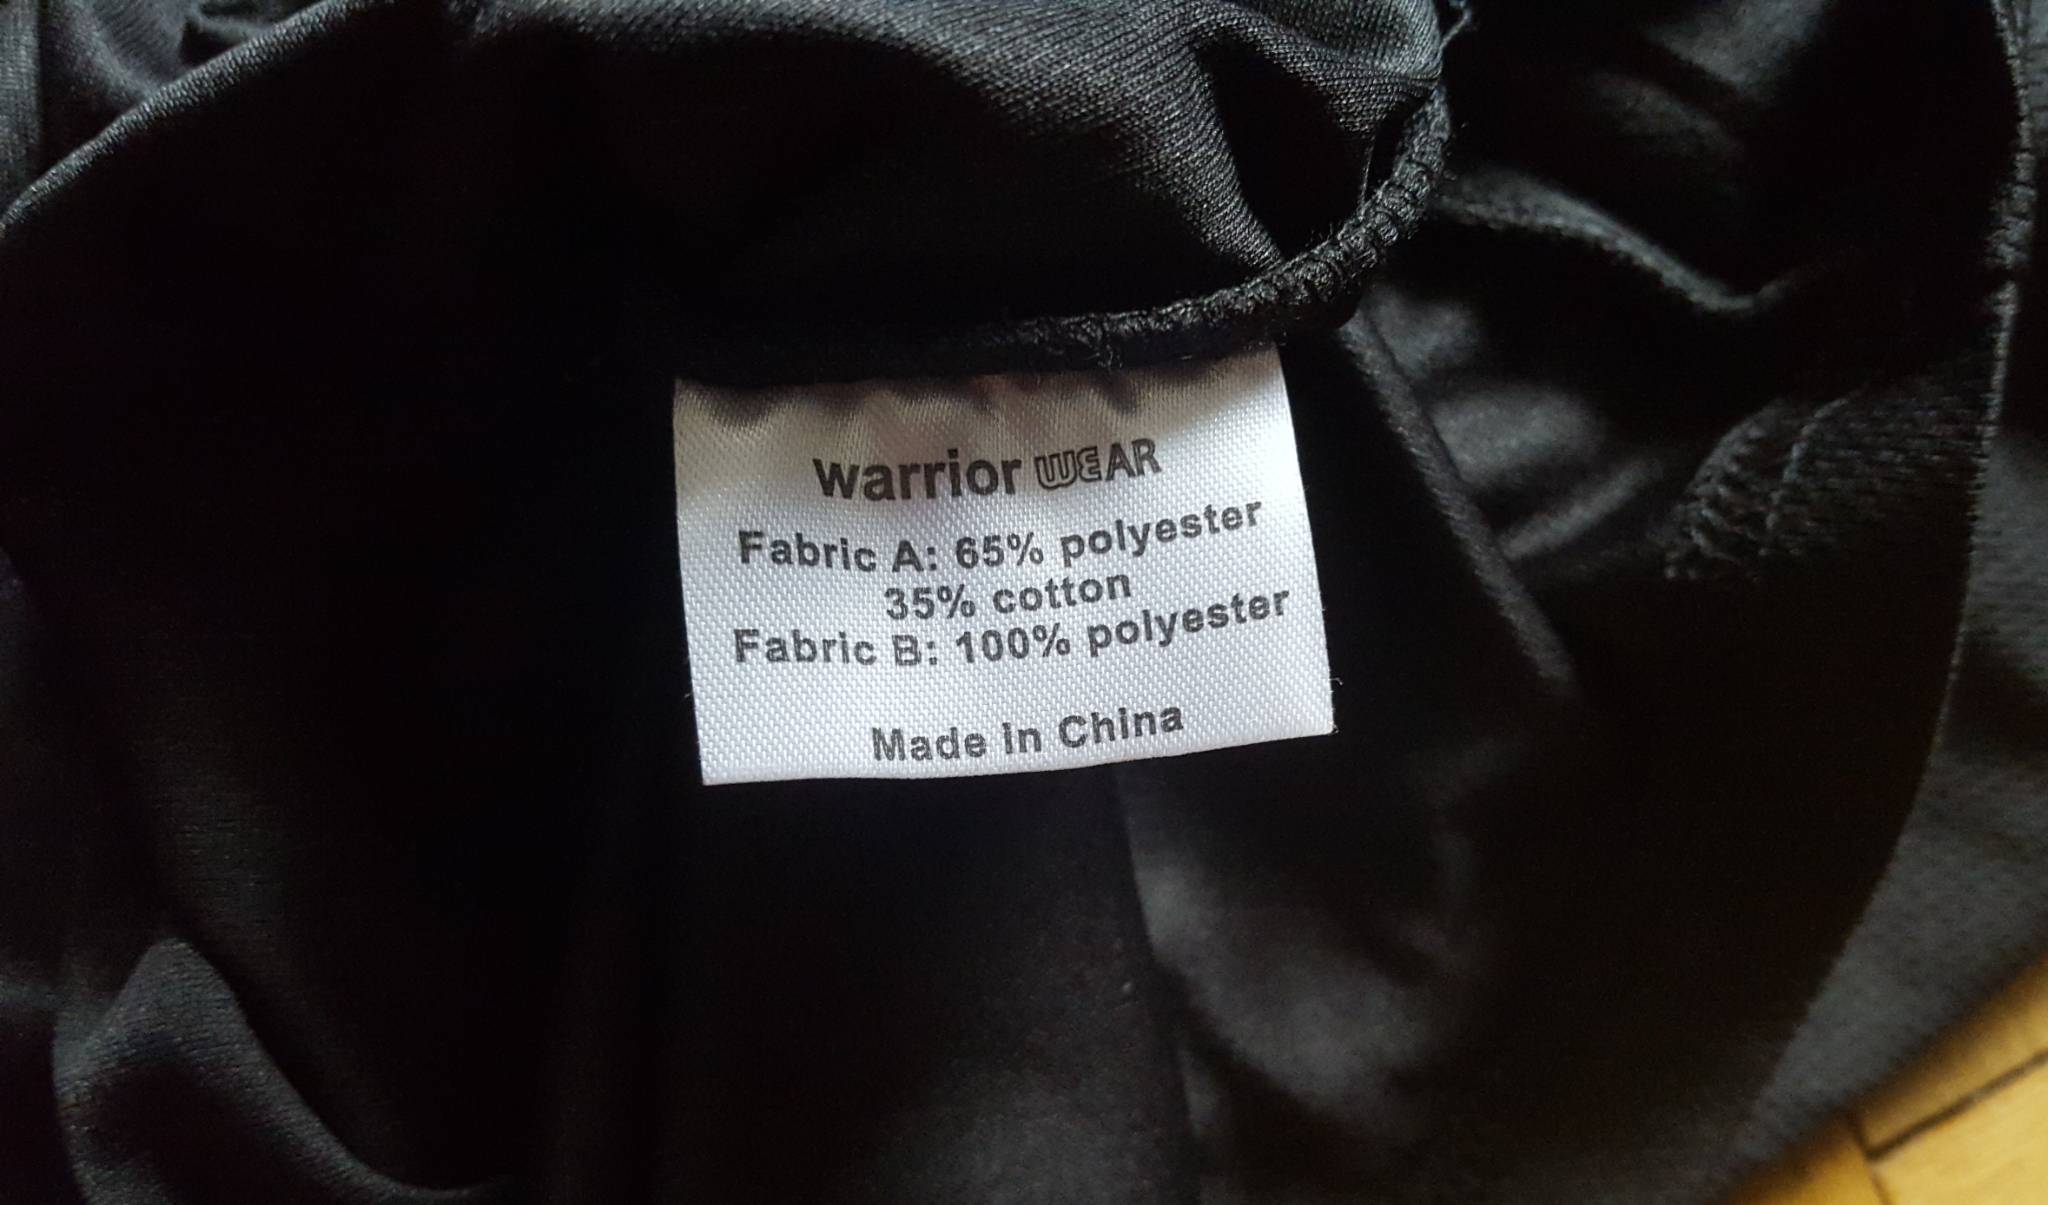 warrior WEAR
Fabric A: 65% polyester
35% cotton
Fabric B: 100% polyester
Made in China